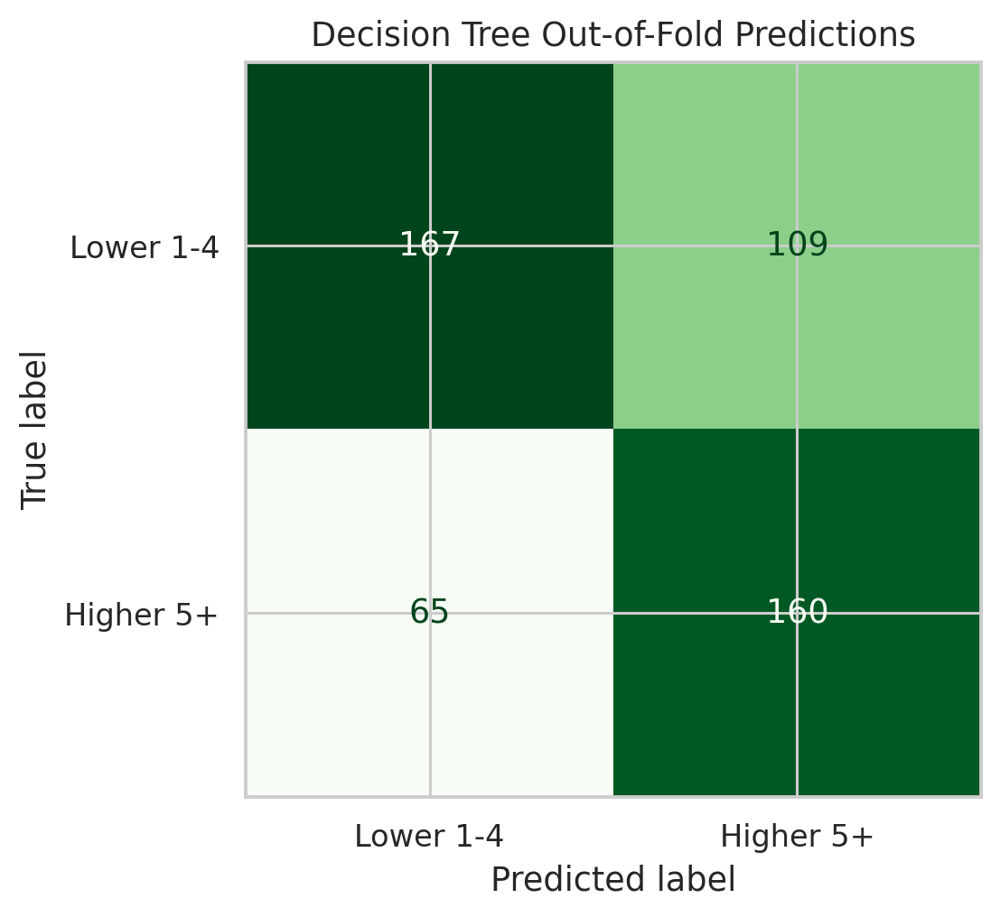 Decision Tree Out-of-Fold Predictions
True label
Lower 1-4
167
109
Higher 5+
65
160
Lower 1-4
Higher 5+
Predicted label